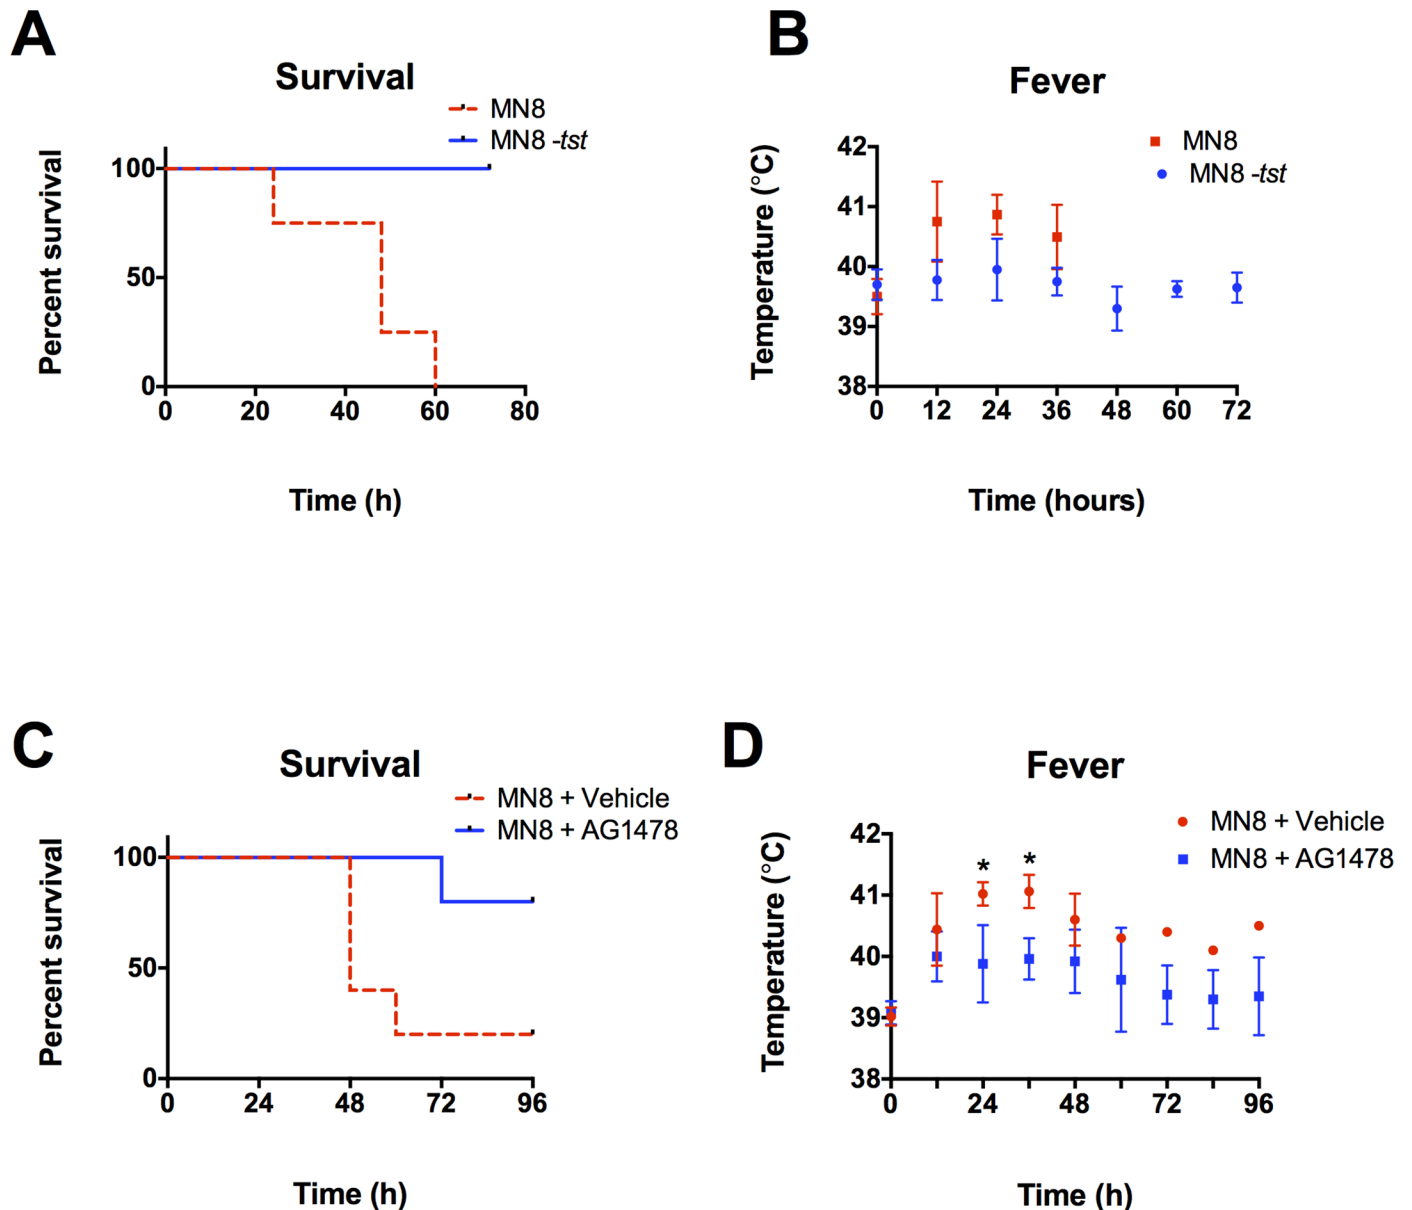 A
Survival
MN8
MN8 -tst
Percent survival
100
50
0
0 20 40 60 80
Time (h)
B
Fever
MN8
MN8 -tst
Temperature (°C)
42
41
40
39
38
0 12 24 36 48 60 72
Time (hours)
C
Survival
MN8 + Vehicle
MN8 + AG1478
Percent survival
100
50
0
0 24 48 72 96
Time (h)
D
Fever
MN8 + Vehicle
MN8 + AG1478
Temperature (°C)
42
41
40
39
38
* *
0 24 48 72 96
Time (h)